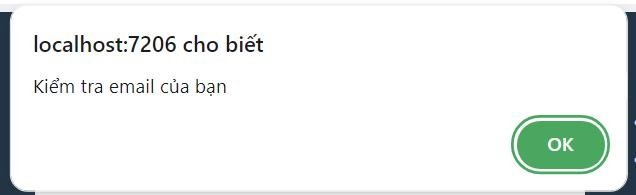 localhost:7206 cho biết
Kiểm tra email của bạn
OK